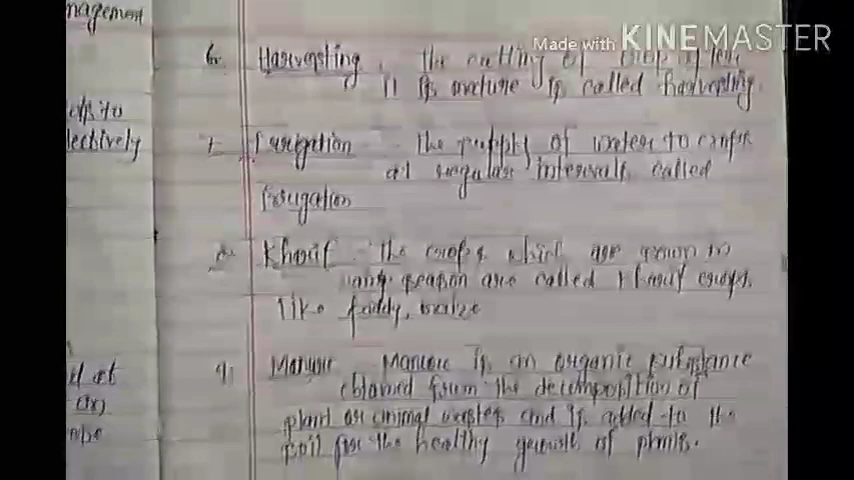 nagement
Made with KINEMASTER
6. Harvesting - the cutting of crop after
it is mature is called harvesting.
lectively
7. Irrigation - the supply of water to crops
at regular intervals called
Irrigation
8. Kharif - the crops which are grown in
season are called kharif crops
like paddy, maize
9. Manure Manure is an organic substance
obtained from the decomposition of
plant or animal wastes and is added to the
soil for the healthy growth of plants.